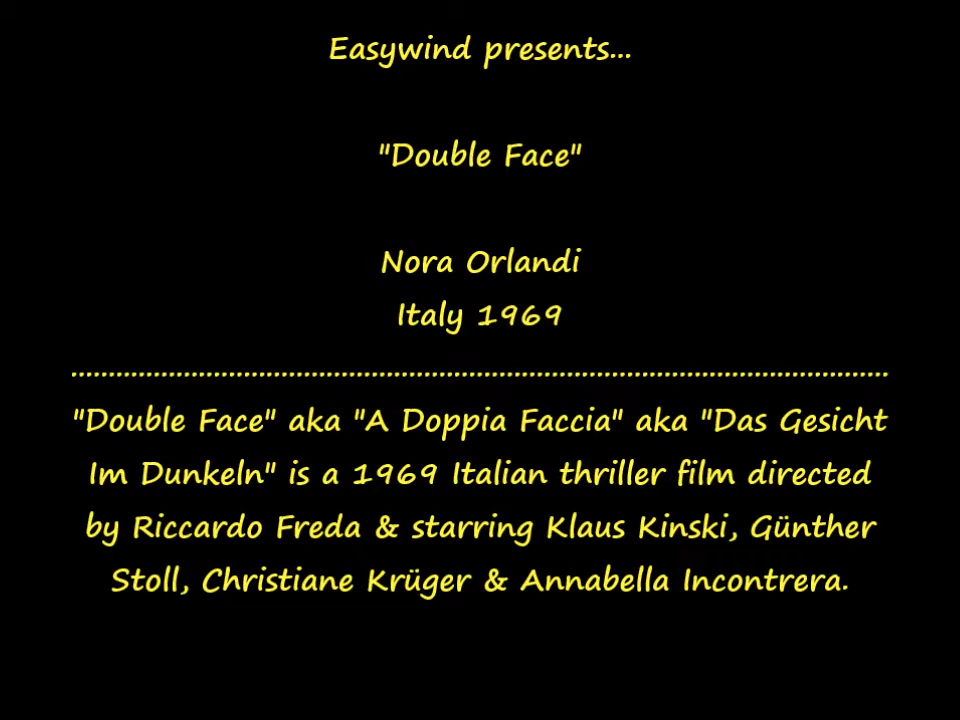 Easywind presents...
"Double Face"
Nora Orlandi
Italy 1969
................................................................................................................
"Double Face" aka "A Doppia Faccia" aka "Das Gesicht
Im Dunkeln" is a 1969 Italian thriller film directed
by Riccardo Freda & starring Klaus Kinski, Günther
Stoll, Christiane Krüger & Annabella Incontrera.